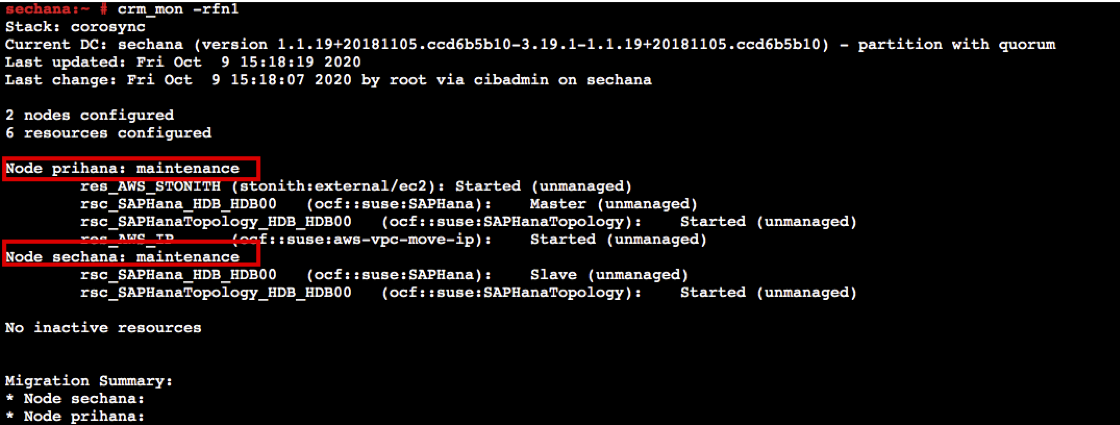 sechana:~ # crm_mon -rfn1
Stack: corosync
Current DC: sechana (version 1.1.19+20181105.ccd6b5b10-3.19.1-1.1.19+20181105.ccd6b5b10) - partition with quorum
Last updated: Fri Oct  9 15:18:19 2020
Last change: Fri Oct  9 15:18:07 2020 by root via cibadmin on sechana
2 nodes configured
6 resources configured
Node prihana: maintenance
res_AWS_STONITH (stonith:external/ec2): Started (unmanaged)
rsc_SAPHana_HDB_HDB00 (ocf::suse:SAPHana): Master (unmanaged)
rsc_SAPHanaTopology_HDB_HDB00 (ocf::suse:SAPHanaTopology): Started (unmanaged)
res_AWS_IP (ocf::suse:aws-vpc-move-ip): Started (unmanaged)
Node sechana: maintenance
rsc_SAPHana_HDB_HDB00 (ocf::suse:SAPHana): Slave (unmanaged)
rsc_SAPHanaTopology_HDB_HDB00 (ocf::suse:SAPHanaTopology): Started (unmanaged)
No inactive resources
Migration Summary:
* Node sechana:
* Node prihana: